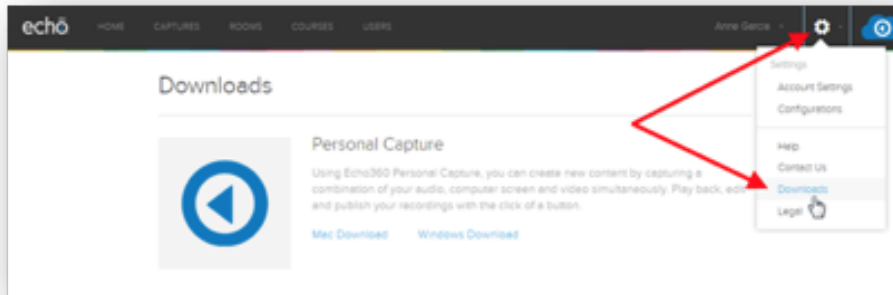 echo
HOME CAPTURES ROOMS COURSES USERS Anne Garcia
Settings
Account Settings
Configurations
Help
Contact Us
Downloads
Legal
Downloads
Personal Capture
Using Echo360 Personal Capture, you can create new content by capturing a
combination of your audio, computer screen and video simultaneously. Play back, edit
and publish your recordings with the click of a button.
Mac Download Windows Download